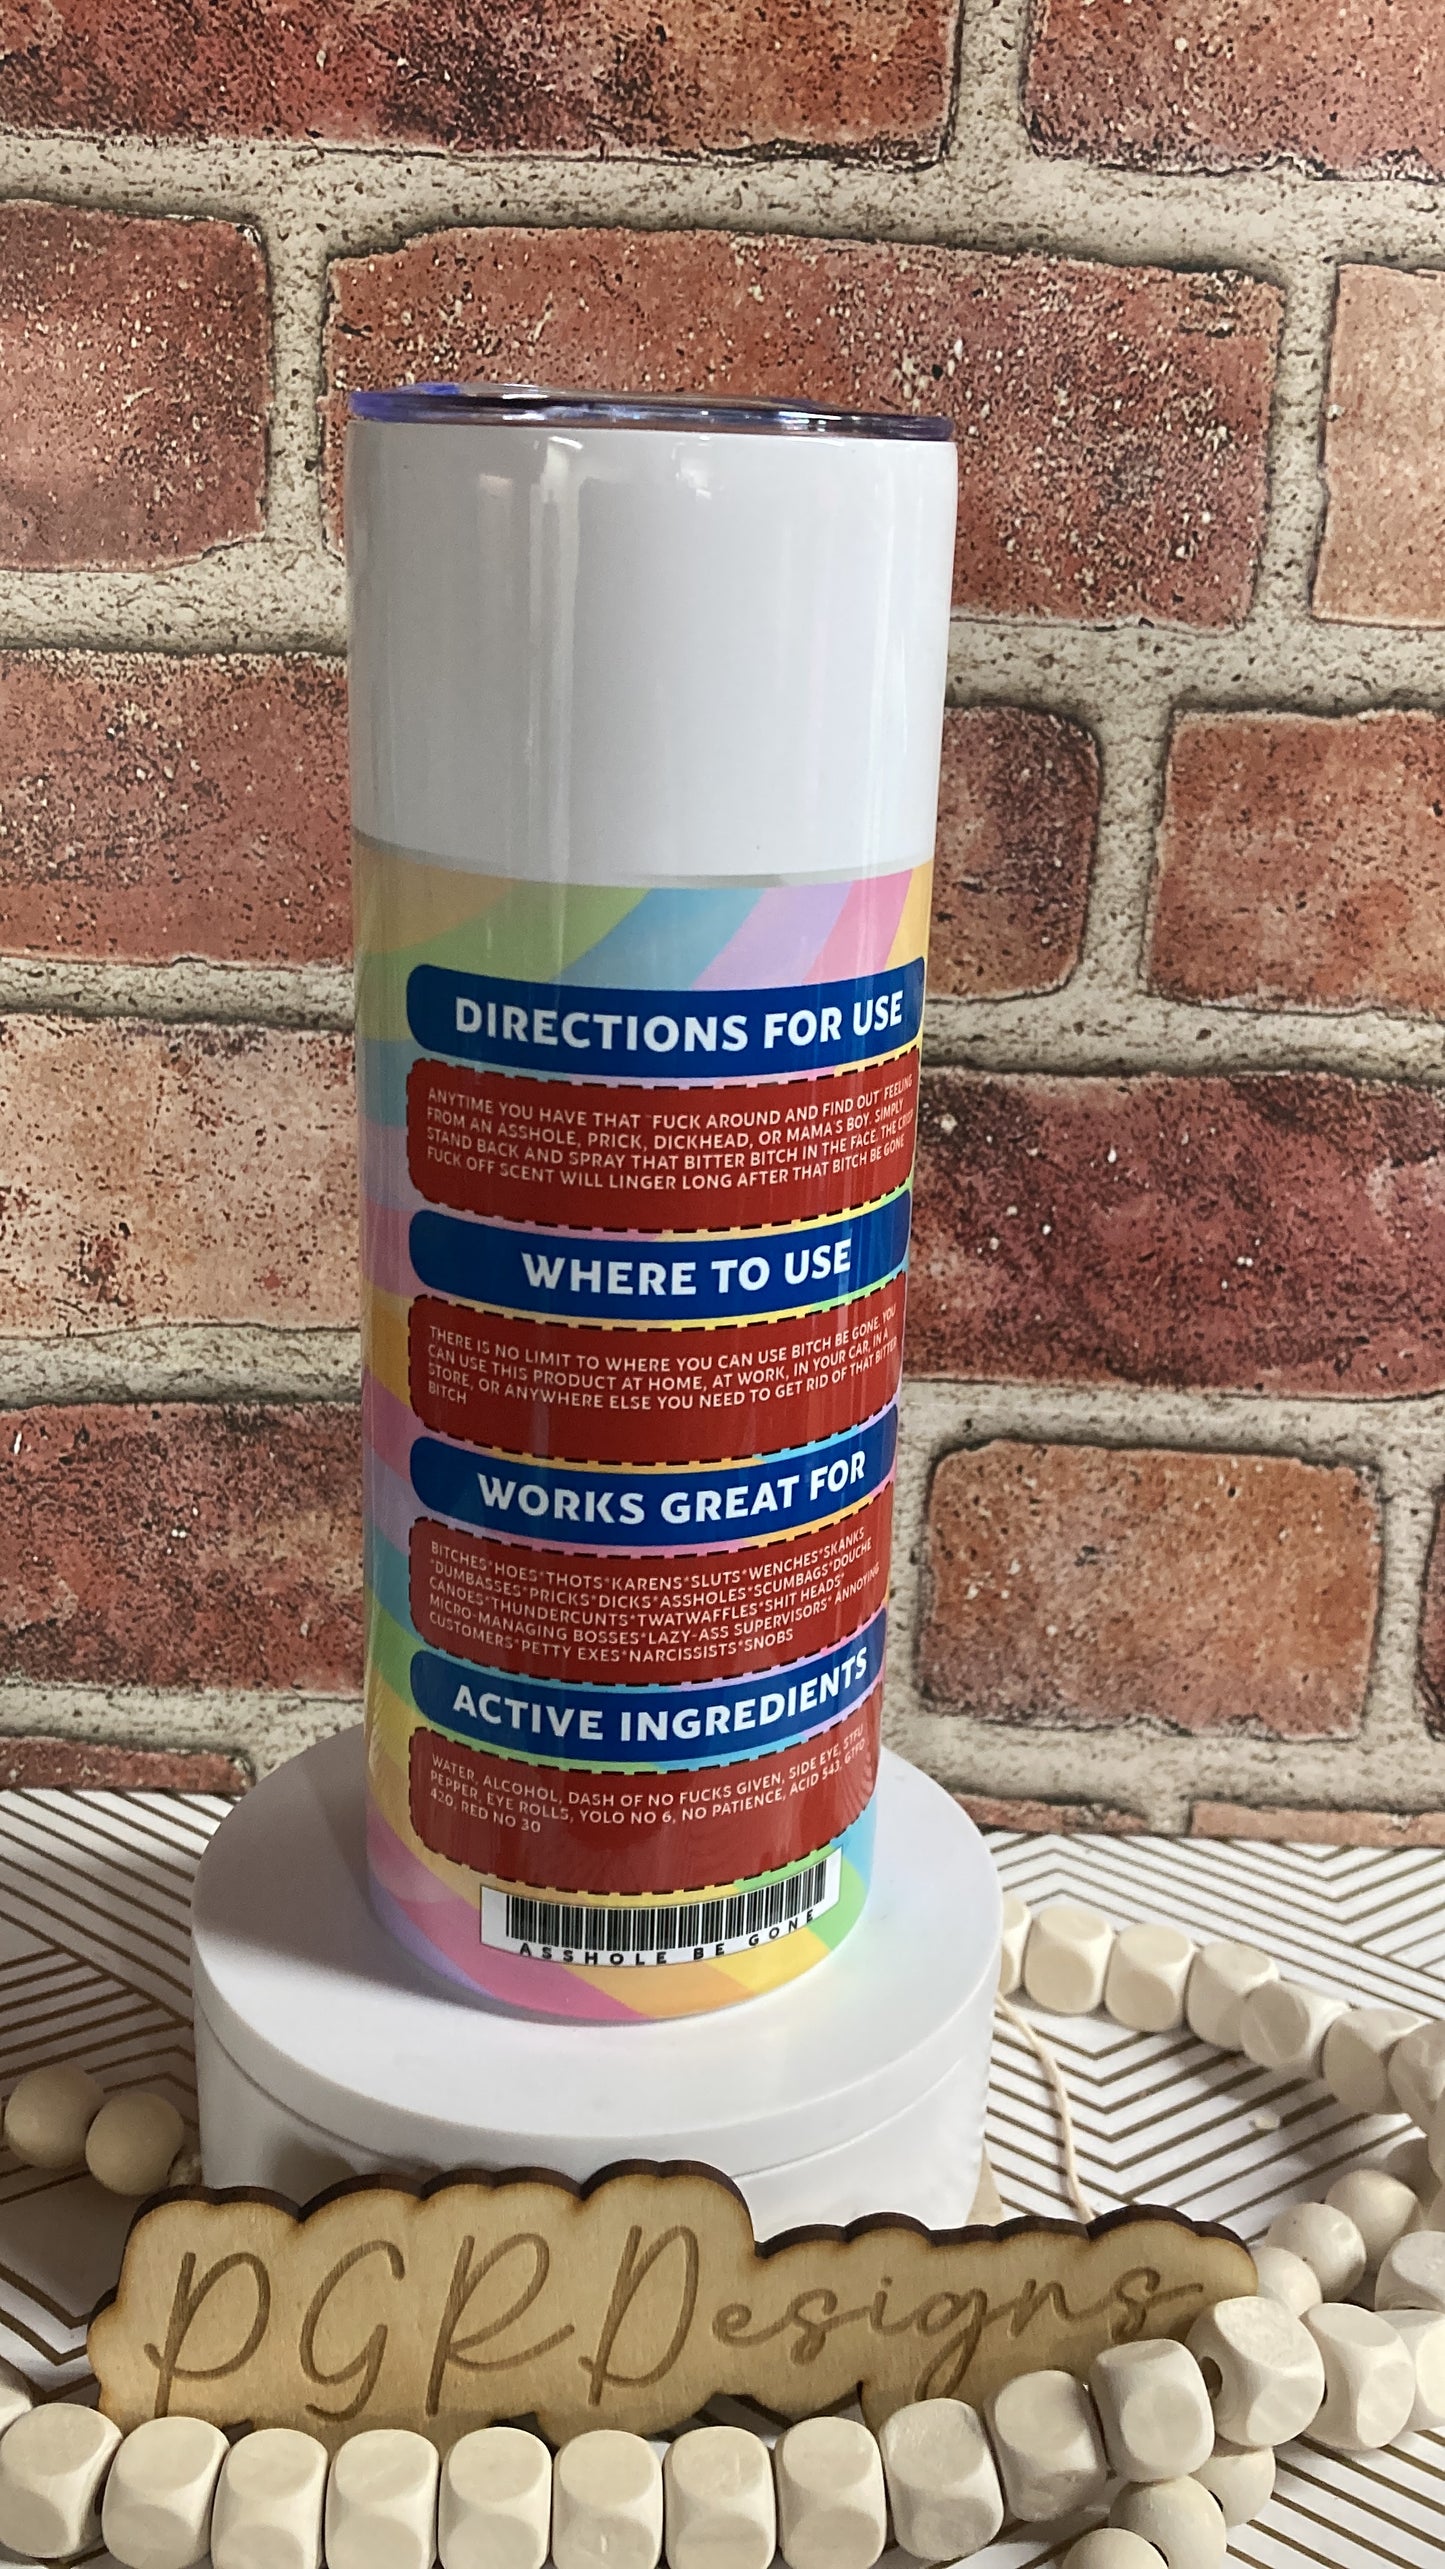 DIRECTIONS FOR USE
ANYTIME YOU HAVE THAT "FUCK AROUND AND FIND OUT" FEELING
FROM AN ASSHOLE, PRICK, DICKHEAD, OR MAMA'S BOY. SIMPLY
STAND BACK AND SPRAY THAT BITTER BITCH IN THE FACE. THE CRISP
FUCK OFF SCENT WILL LINGER LONG AFTER THAT BITCH BE GONE
WHERE TO USE
THERE IS NO LIMIT TO WHERE YOU CAN USE BITCH BE GONE. YOU
CAN USE THIS PRODUCT AT HOME, AT WORK, IN YOUR CAR, IN A
STORE, OR ANYWHERE ELSE YOU NEED TO GET RID OF THAT BITTER
BITCH
WORKS GREAT FOR
BITCHES*HOES*THOTS*KARENS*SLUTS*WENCHES*SKANKS
*DUMBASSES*PRICKS*DICKS*ASSHOLES*SCUMBAGS*DOUCHE
CANOES*THUNDERCUNTS*TWATWAFFLES*SHIT HEADS*
MICRO-MANAGING BOSSES*LAZY-ASS SUPERVISORS* ANNOYING
CUSTOMERS*PETTY EXES*NARCISSISTS*SNOBS
ACTIVE INGREDIENTS
WATER, ALCOHOL, DASH OF NO FUCKS GIVEN, SIDE EYE, STFU
PEPPER, EYE ROLLS, YOLO NO 6, NO PATIENCE, ACID 543, GTFO
420, RED NO 30
ASSHOLE BE GONE
PGRDesigns